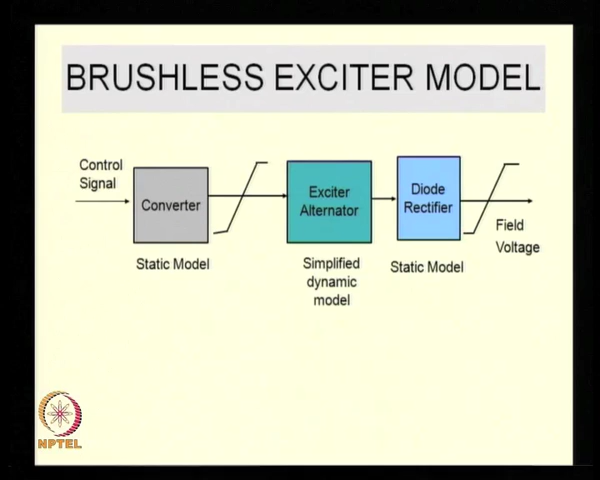 BRUSHLESS EXCITER MODEL
Control
Signal
Converter
Static Model
Exciter
Alternator
Simplified
dynamic
model
Diode
Rectifier
Static Model
Field
Voltage
NPTEL